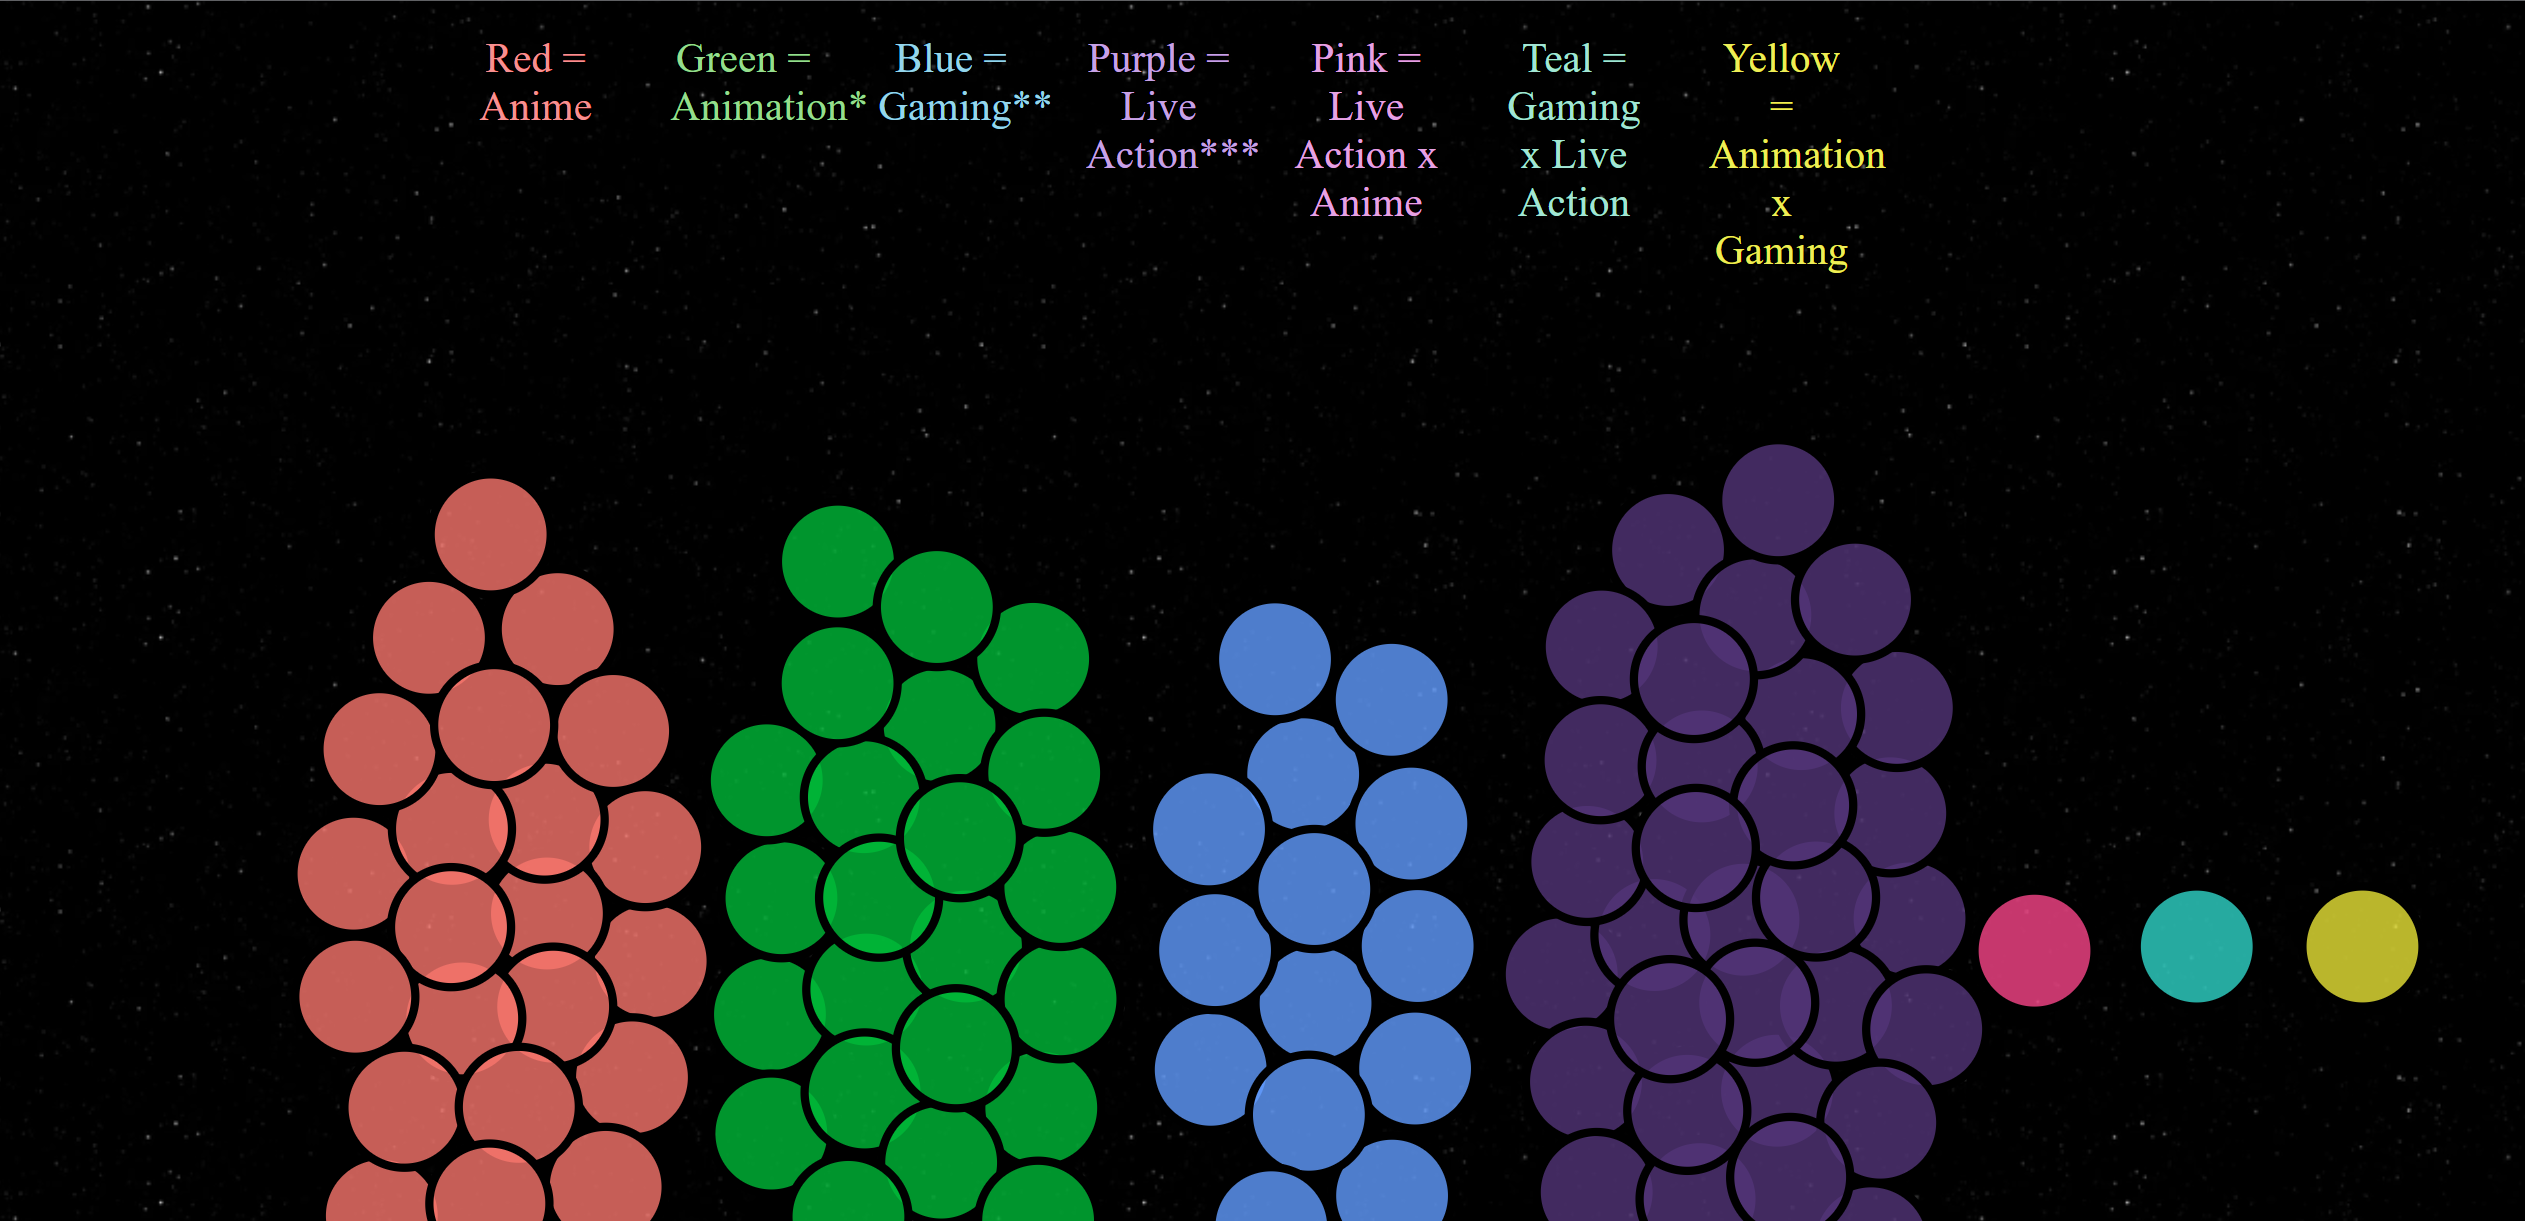 Red =
Anime
Green =
Animation*
Blue =
Gaming**
Purple =
Live
Action***
Pink =
Live
Action x
Anime
Teal =
Gaming
x Live
Action
Yellow
=
Animation
x
Gaming